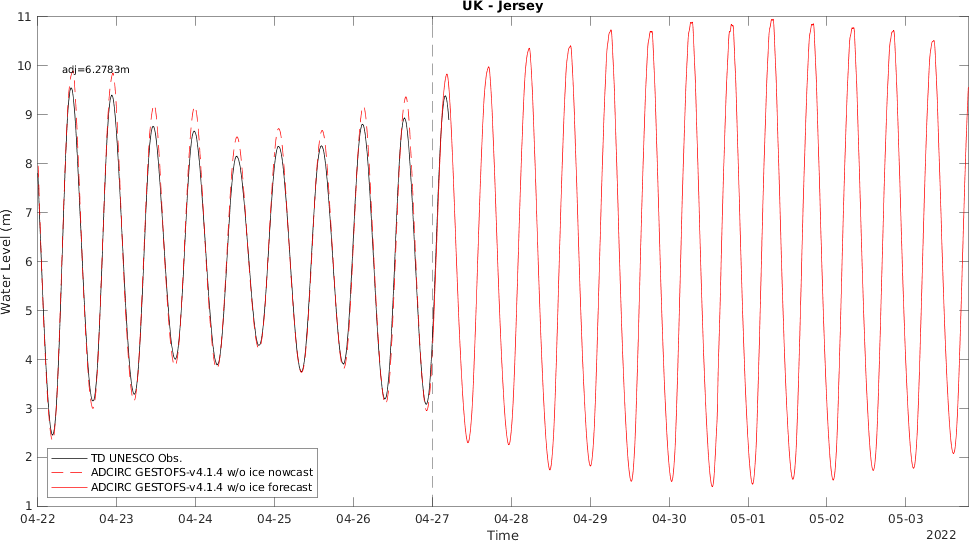 UK - Jersey
11
10
9
8
7
6
5
4
3
2
1
Water Level (m)
adj=6.2783m
TD UNESCO Obs.
ADCIRC GESTOFS-v4.1.4 w/o ice nowcast
ADCIRC GESTOFS-v4.1.4 w/o ice forecast
04-22 04-23 04-24 04-25 04-26 04-27 04-28 04-29 04-30 05-01 05-02 05-03
Time
2022